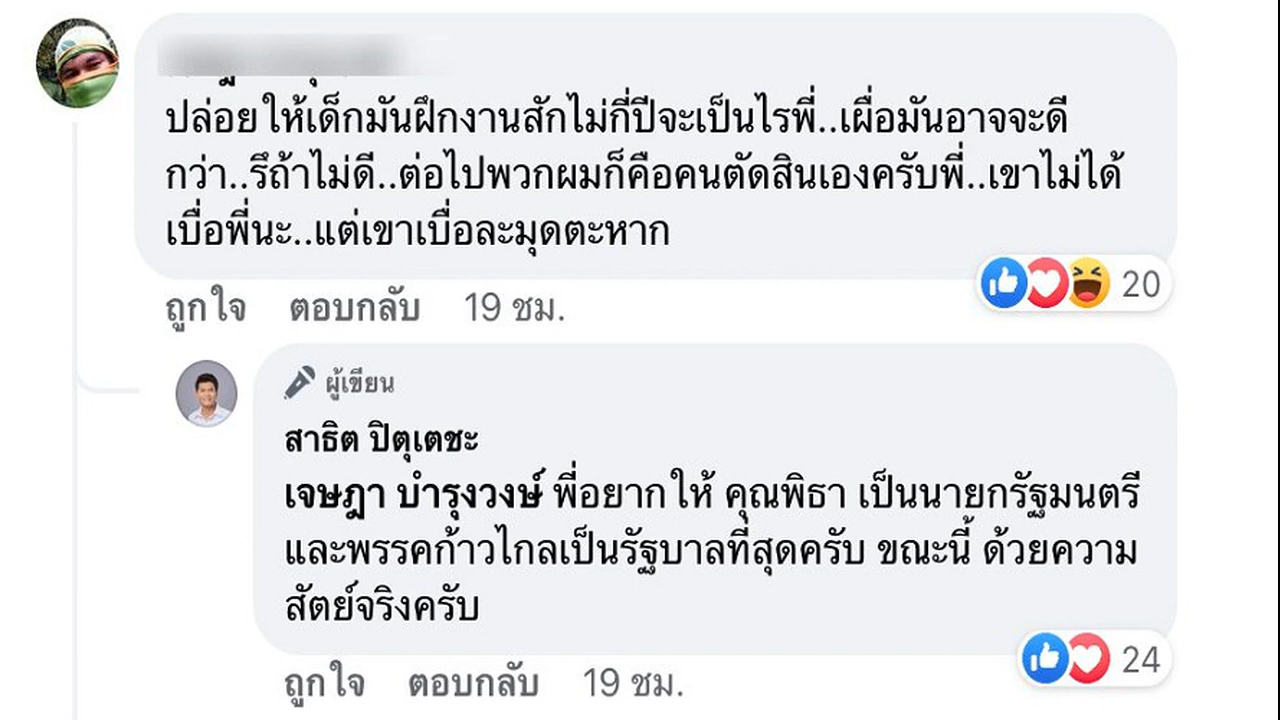 ปล่อยให้เด็กมันฝึกงานสักไม่กี่ปีจะเป็นไรพี่..เผื่อมันอาจจะดี
กว่า..รึถ้าไม่ดี..ต่อไปพวกผมก็คือคนตัดสินเองครับพี่..เขาไม่ได้
เบื่อพี่นะ..แต่เขาเบื่อละมุดตะหาก
20
ถูกใจ ตอบกลับ 19 ชม.
ผู้เขียน
สาธิต ปิตุเตชะ
เจษฎา บำรุงวงษ์ พี่อยากให้ คุณพิธา เป็นนายกรัฐมนตรี
และพรรคก้าวไกลเป็นรัฐบาลที่สุดครับ ขณะนี้ ด้วยความ
สัตย์จริงครับ
24
ถูกใจ ตอบกลับ 19 ชม.